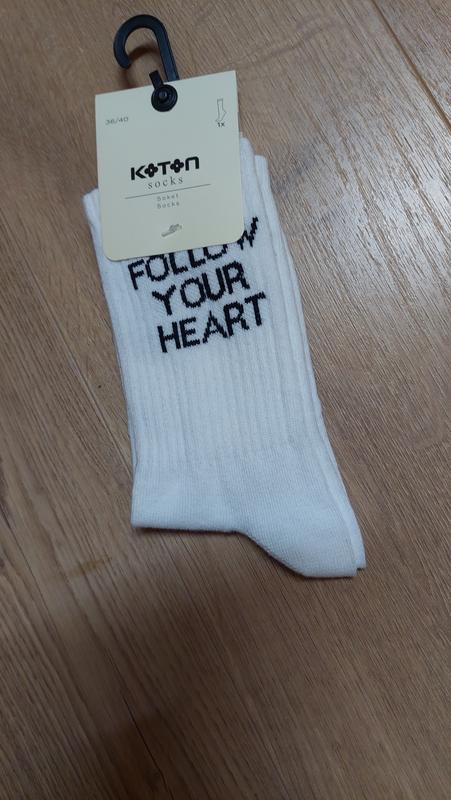 36/40
1x
KOTON
socks
Soket
Socks
FOLLOW
YOUR
HEART